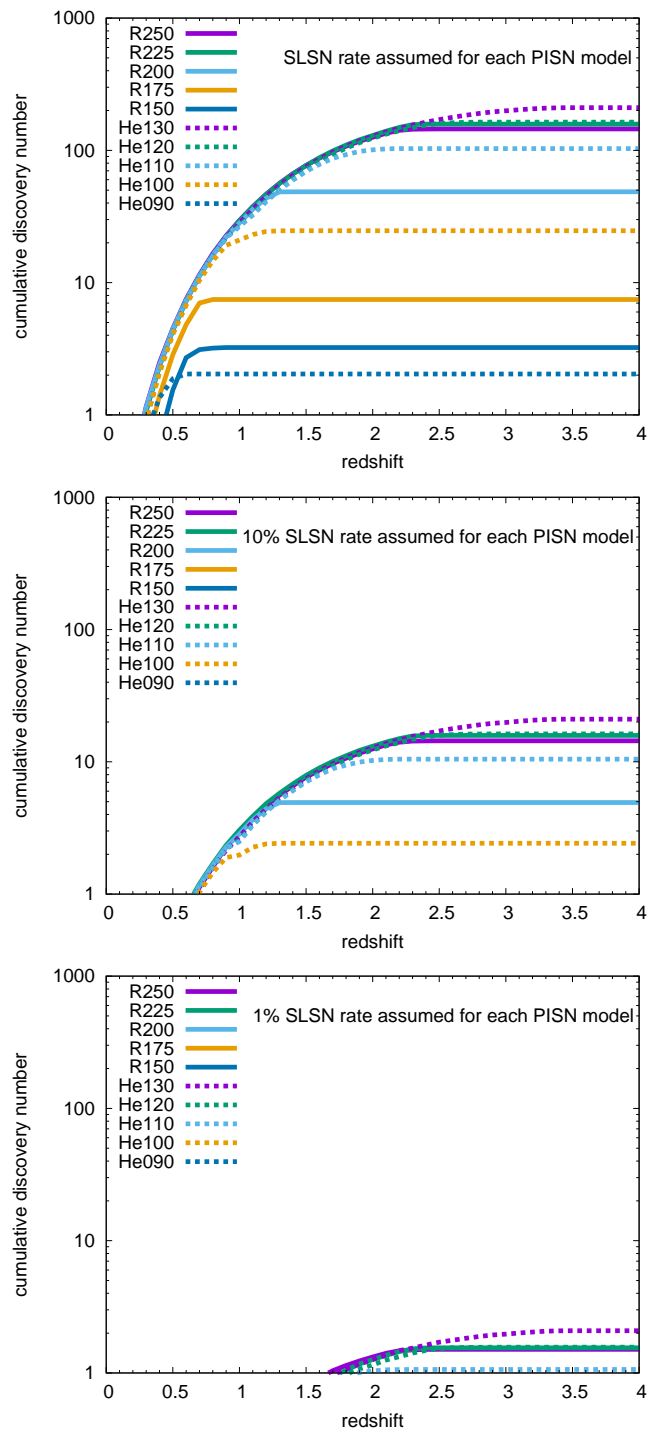 1000
100
10
1
cumulative discovery number
R250
R225
R200
R175
R150
He130
He120
He110
He100
He090
SLSN rate assumed for each PISN model
0 0.5 1 1.5 2 2.5 3 3.5 4
redshift
1000
100
10
1
cumulative discovery number
R250
R225
R200
R175
R150
He130
He120
He110
He100
He090
10% SLSN rate assumed for each PISN model
0 0.5 1 1.5 2 2.5 3 3.5 4
redshift
1000
100
10
1
cumulative discovery number
R250
R225
R200
R175
R150
He130
He120
He110
He100
He090
1% SLSN rate assumed for each PISN model
0 0.5 1 1.5 2 2.5 3 3.5 4
redshift